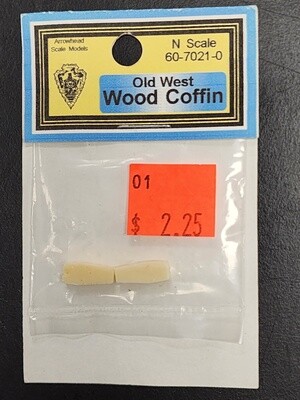 Arrowhead
Scale Models
N Scale
60-7021-0
Old West
Wood Coffin
01
$ 2.25